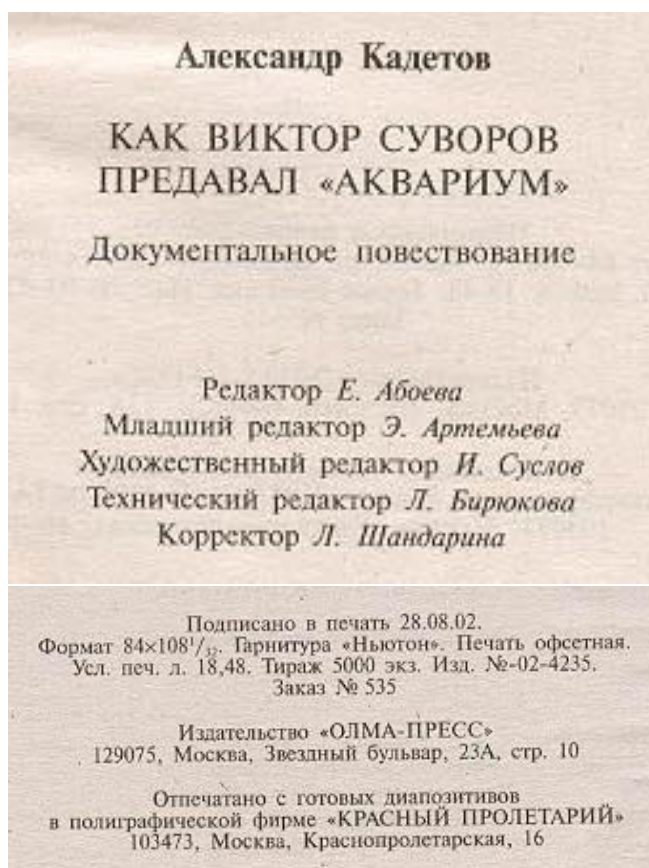 Александр Кадетов
КАК ВИКТОР СУВОРОВ
ПРЕДАВАЛ «АКВАРИУМ»
Документальное повествование
Редактор Е. Абоева
Младший редактор Э. Артемьева
Художественный редактор И. Суслов
Технический редактор Л. Бирюкова
Корректор Л. Шандарина
Подписано в печать 28.08.02.
Формат 84×108¹/₃₂. Гарнитура «Ньютон». Печать офсетная.
Усл. печ. л. 18,48. Тираж 5000 экз. Изд. №-02-4235.
Заказ № 535
Издательство «ОЛМА-ПРЕСС»
129075, Москва, Звездный бульвар, 23А, стр. 10
Отпечатано с готовых диапозитивов
в полиграфической фирме «КРАСНЫЙ ПРОЛЕТАРИЙ»
103473, Москва, Краснопролетарская, 16